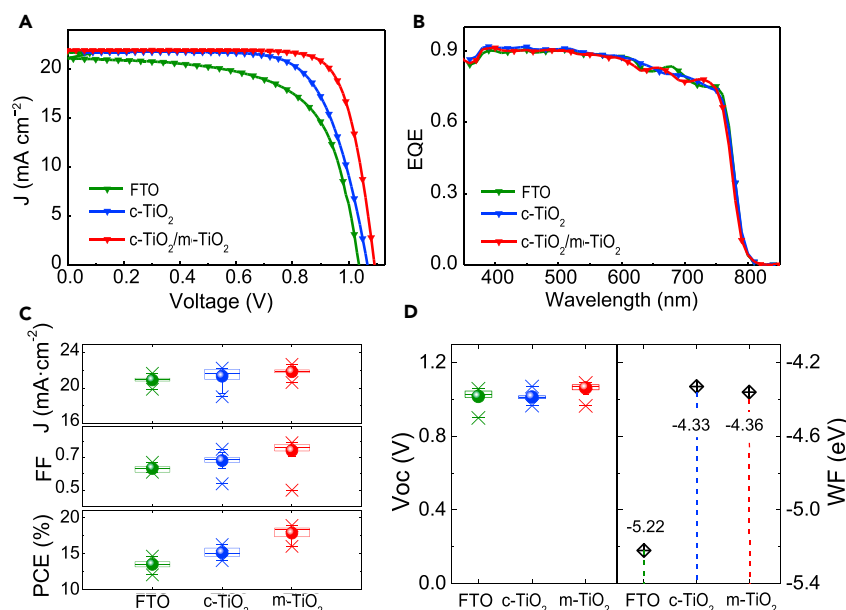 A
J (mA cm⁻²)
20
15
10
5
0
FTO
c-TiO₂
c-TiO₂/m-TiO₂
0.0 0.2 0.4 0.6 0.8 1.0
Voltage (V)
B
EQE
0.9
0.6
0.3
0.0
FTO
c-TiO₂
c-TiO₂/m-TiO₂
400 500 600 700 800
Wavelength (nm)
C
J (mA·cm⁻²)
24
20
16
FF
0.7
0.5
PCE (%)
20
15
10
FTO c-TiO₂ m-TiO₂
D
Voc (V)
1.2
0.8
0.4
0.0
-5.22
-4.33
-4.36
-4.2
-4.6
-5.0
-5.4
WF (eV)
FTO c-TiO₂ m-TiO₂ FTO c-TiO₂ m-TiO₂